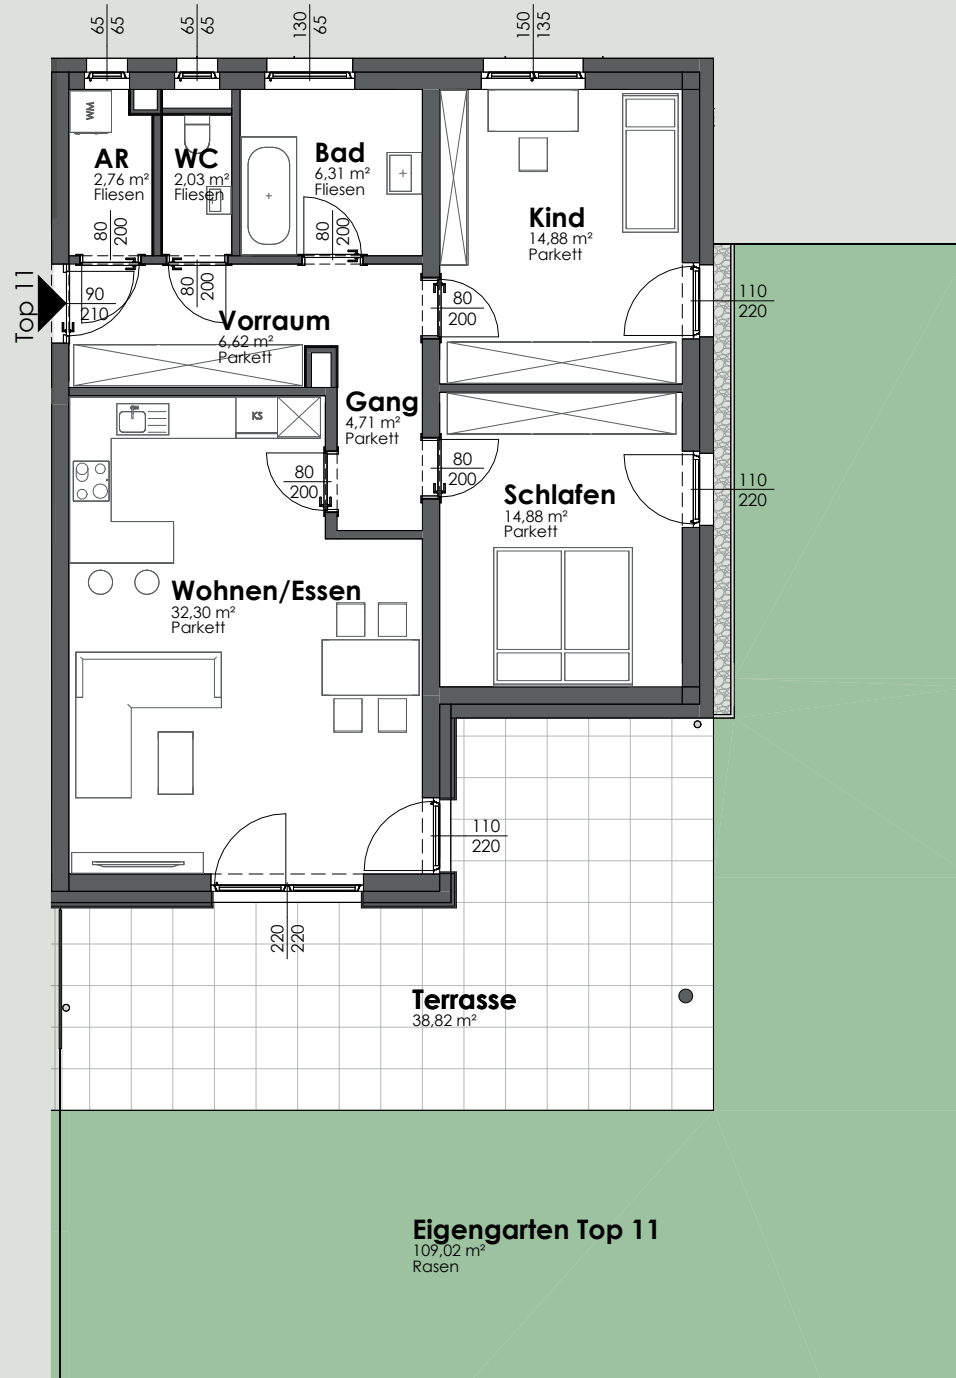 65
65
65
65
130
65
150
135
WM
AR
2,76 m²
Fliesen
80
200
WC
2,03 m²
Fliesen
Bad
6,31 m²
Fliesen
80
200
Kind
14,88 m²
Parkett
Top 11
90
210
80
200
Vorraum
6,62 m²
Parkett
80
200
110
220
Gang
4,71 m²
Parkett
KS
80
200
80
200
Schlafen
14,88 m²
Parkett
110
220
Wohnen/Essen
32,30 m²
Parkett
110
220
220
220
Terrasse
38,82 m²
Eigengarten Top 11
109,02 m²
Rasen